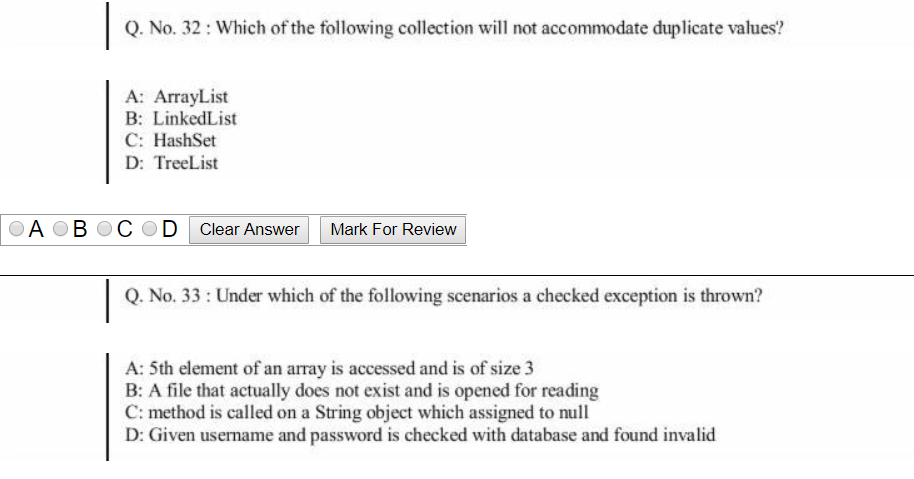 Q. No. 32 : Which of the following collection will not accommodate duplicate values?
A: ArrayList
B: LinkedList
C: HashSet
D: TreeList
A B C D Clear Answer Mark For Review
Q. No. 33 : Under which of the following scenarios a checked exception is thrown?
A: 5th element of an array is accessed and is of size 3
B: A file that actually does not exist and is opened for reading
C: method is called on a String object which assigned to null
D: Given username and password is checked with database and found invalid